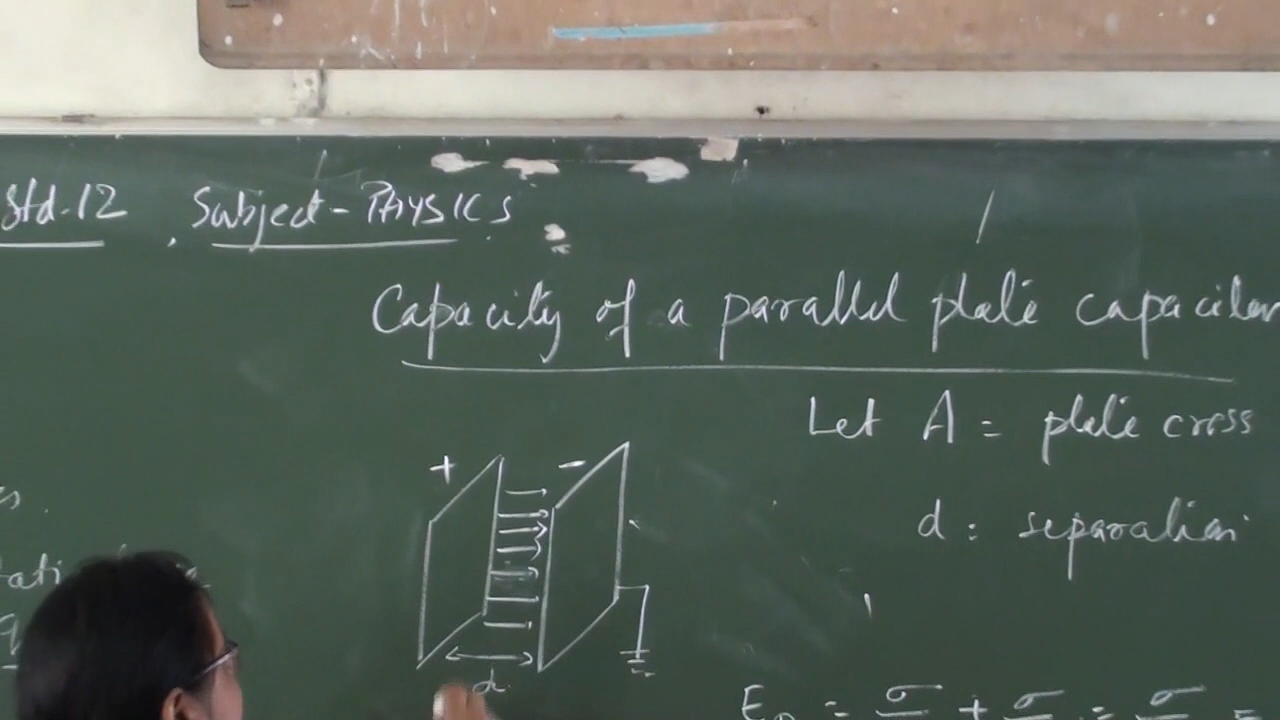 Std.12 Subject - PHYSICS
Capacity of a parallel plate capacitor
Let A = plate cross
d : separation
+ -
d
E = σ + σ = σ